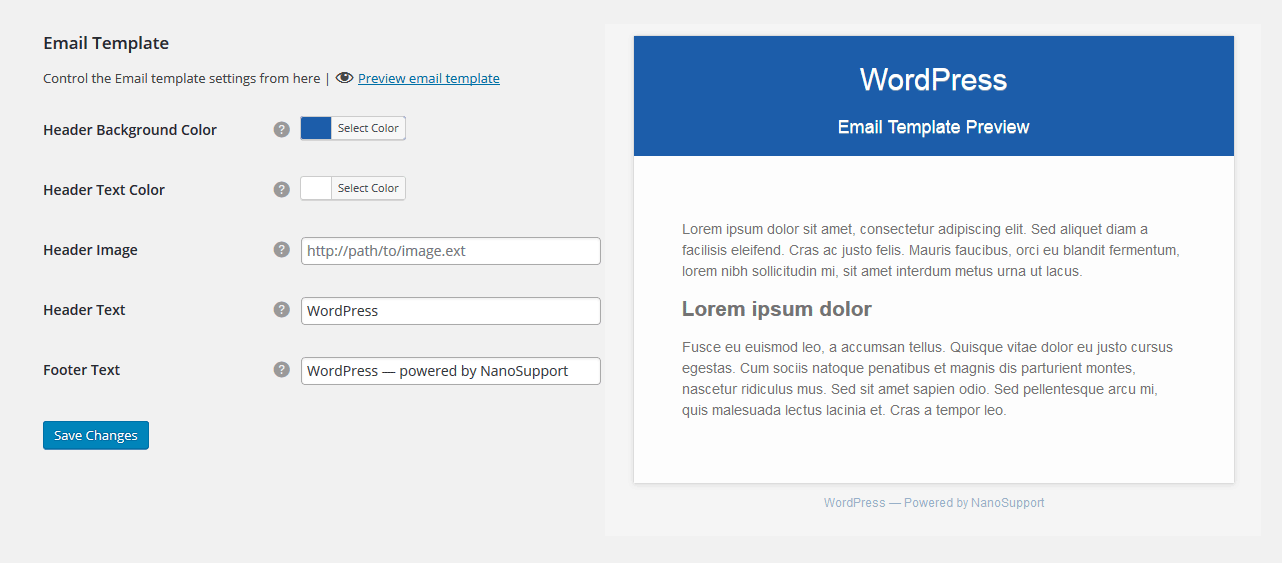 Email Template
Control the Email template settings from here | Preview email template
Header Background Color ? Select Color
Header Text Color ? Select Color
Header Image ? http://path/to/image.ext
Header Text ? WordPress
Footer Text ? WordPress — powered by NanoSupport
Save Changes
WordPress
Email Template Preview
Lorem ipsum dolor sit amet, consectetur adipiscing elit. Sed aliquet diam a
facilisis eleifend. Cras ac justo felis. Mauris faucibus, orci eu blandit fermentum,
lorem nibh sollicitudin mi, sit amet interdum metus urna ut lacus.
Lorem ipsum dolor
Fusce eu euismod leo, a accumsan tellus. Quisque vitae dolor eu justo cursus
egestas. Cum sociis natoque penatibus et magnis dis parturient montes,
nascetur ridiculus mus. Sed sit amet sapien odio. Sed pellentesque arcu mi,
quis malesuada lectus lacinia et. Cras a tempor leo.
WordPress — Powered by NanoSupport